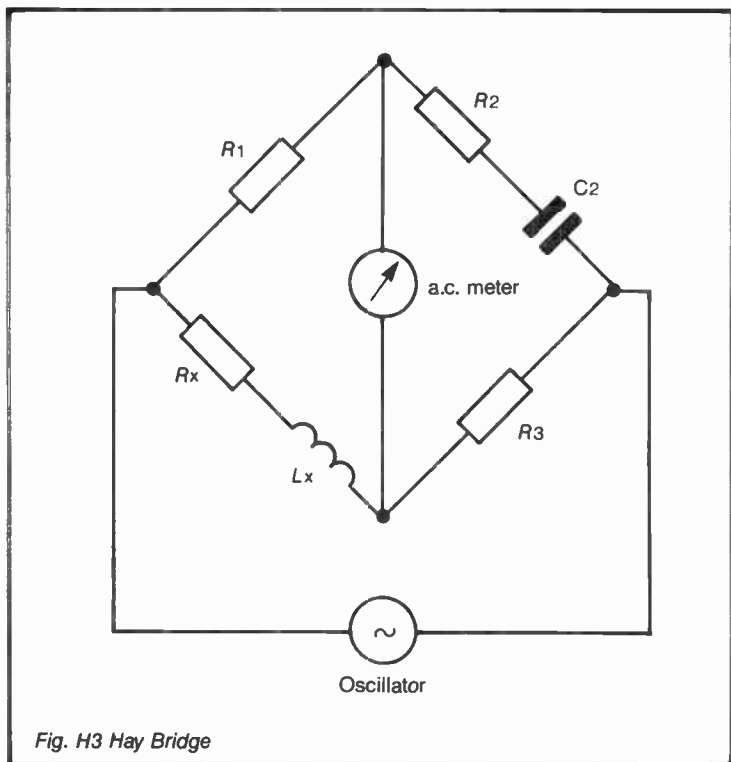 R2
R1
C2
a.c. meter
Rx
R3
Lx
~
Oscillator
Fig. H3 Hay Bridge